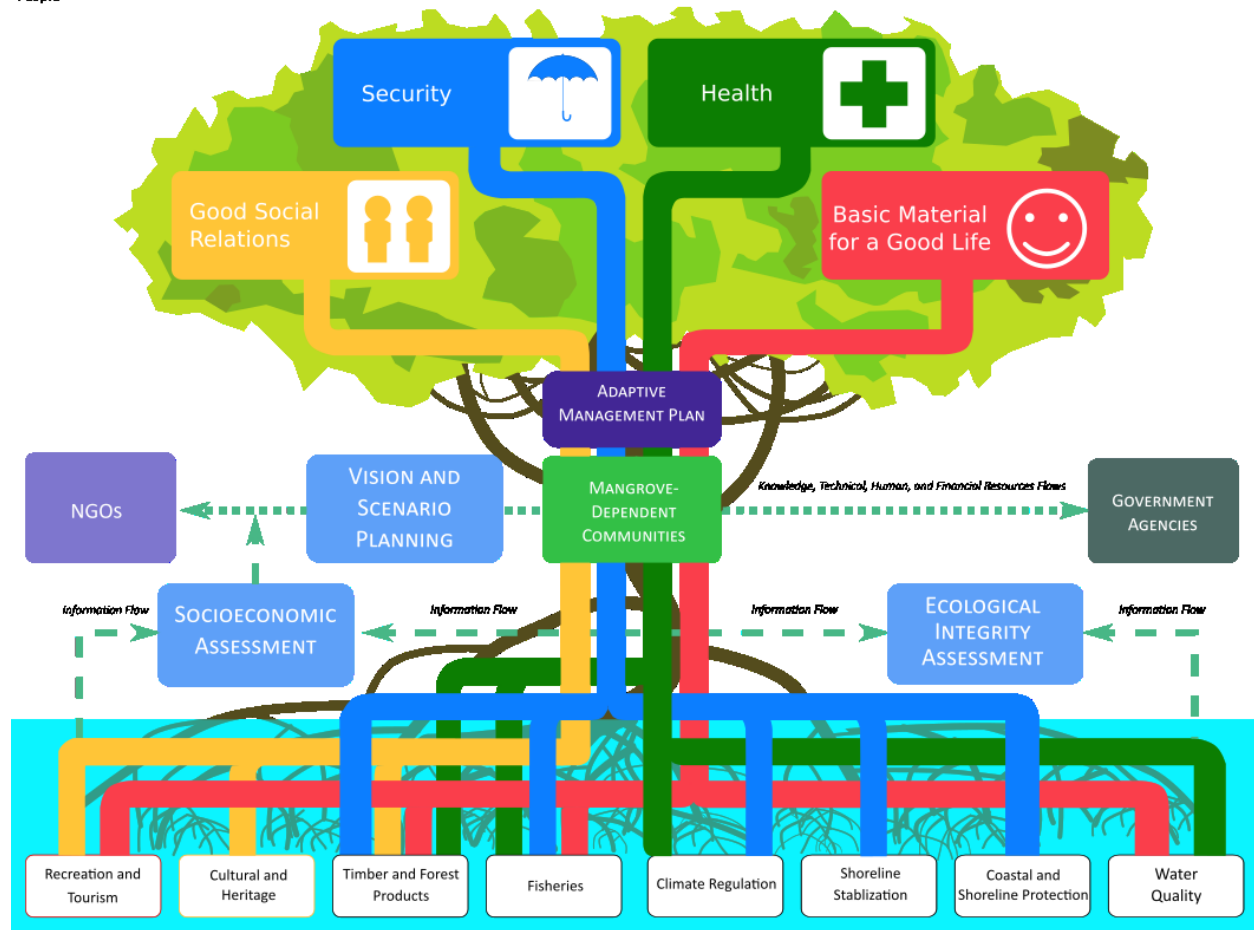 Security
Health
Good Social
Relations
Basic Material
for a Good Life
ADAPTIVE
MANAGEMENT PLAN
NGOs
VISION AND
SCENARIO
PLANNING
MANGROVE-
DEPENDENT
COMMUNITIES
Knowledge, Technical, Human, and Financial Resources Flows
GOVERNMENT
AGENCIES
Information Flow
SOCIOECONOMIC
ASSESSMENT
Information Flow
Information Flow
ECOLOGICAL
INTEGRITY
ASSESSMENT
Information Flow
Recreation and
Tourism
Cultural and
Heritage
Timber and Forest
Products
Fisheries
Climate Regulation
Shoreline
Stablization
Coastal and
Shoreline Protection
Water
Quality